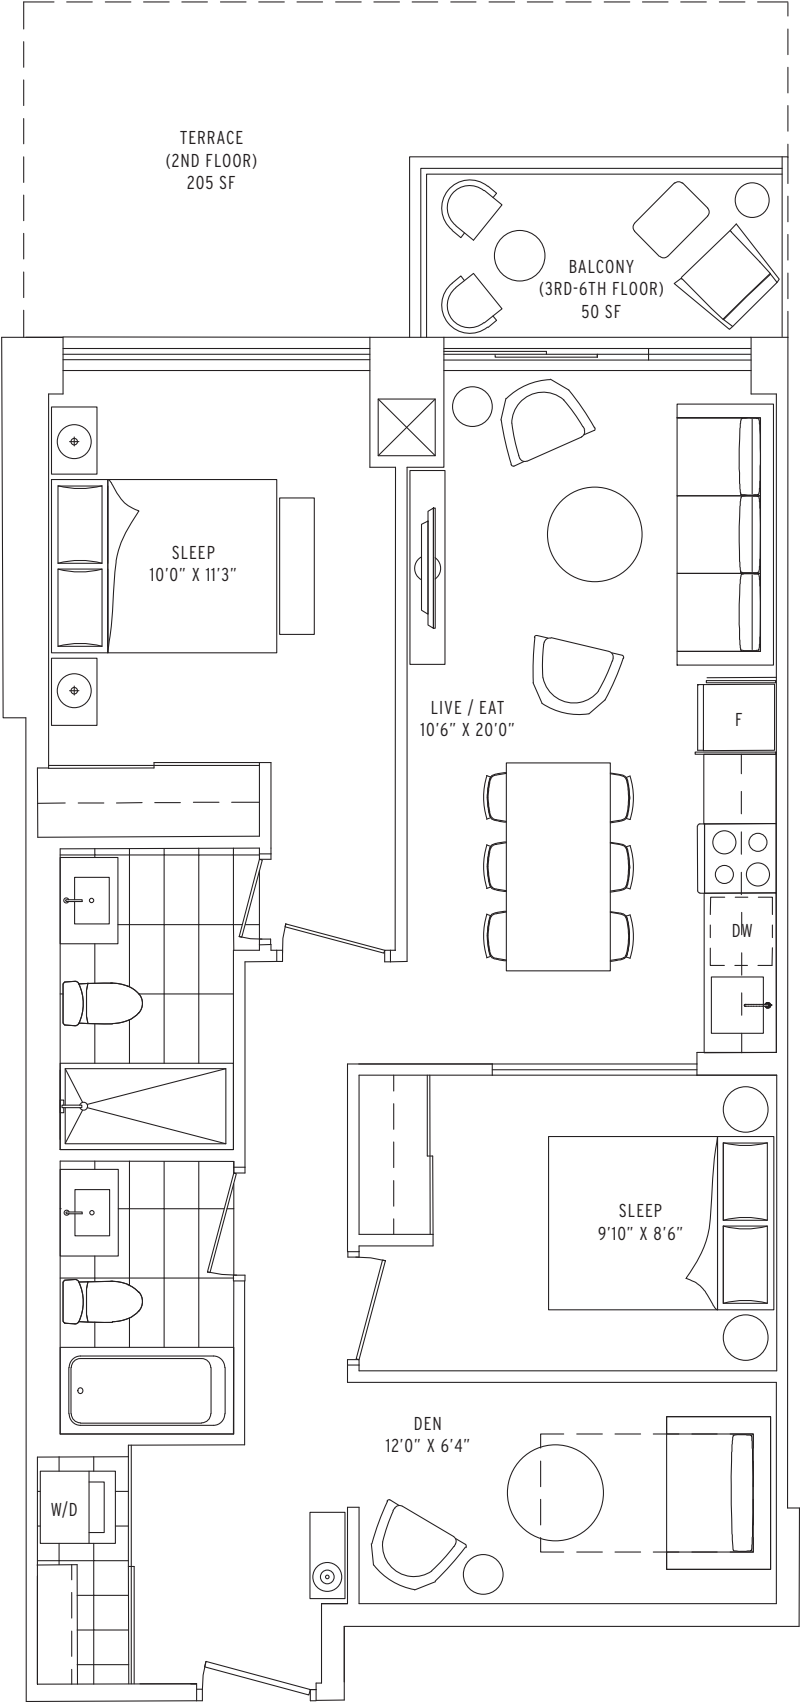 TERRACE
(2ND FLOOR)
205 SF
BALCONY
(3RD-6TH FLOOR)
50 SF
SLEEP
10'0" X 11'3"
LIVE / EAT
10'6" X 20'0"
F
DW
SLEEP
9'10" X 8'6"
DEN
12'0" X 6'4"
W/D